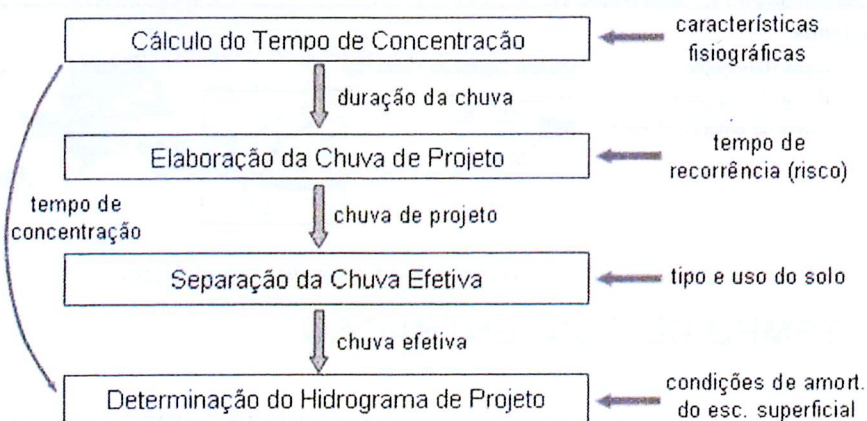 Cálculo do Tempo de Concentração
características
fisiográficas
duração da chuva
Elaboração da Chuva de Projeto
tempo de
recorrência (risco)
tempo de
concentração
chuva de projeto
Separação da Chuva Efetiva
tipo e uso do solo
chuva efetiva
Determinação do Hidrograma de Projeto
condições de amort.
do esc. superficial